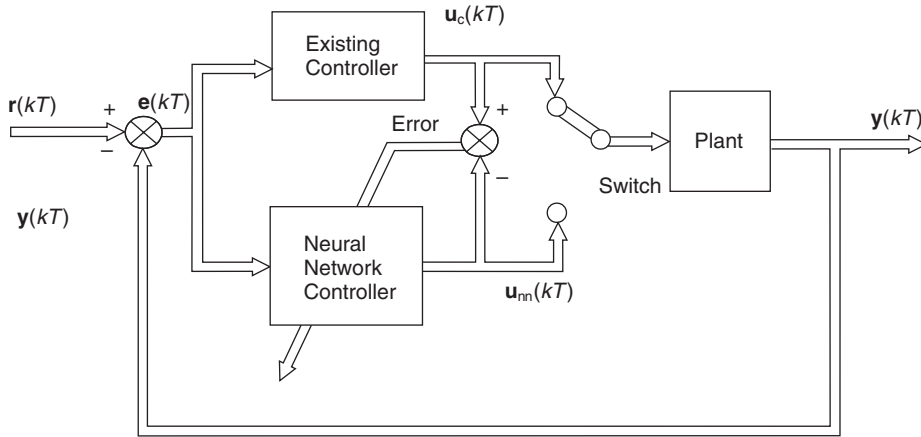 u_c(kT)
Existing
Controller
r(kT)
+
−
e(kT)
Error
+
−
Plant
y(kT)
Switch
y(kT)
Neural
Network
Controller
u_nn(kT)